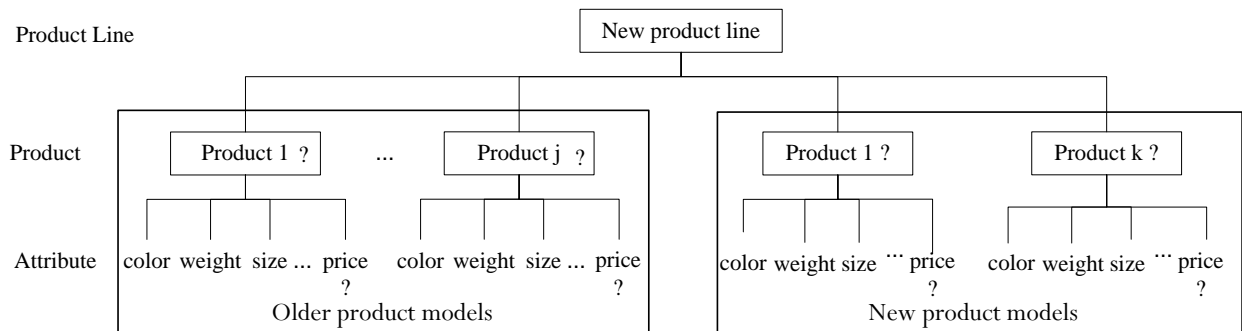 New product line
Product Line
Product Product 1 ? ... Product j ? Product 1 ? Product k ?
Attribute color weight size ... price color weight size ... price color weight size ... price color weight size ... price
? ? ? ?
Older product models New product models